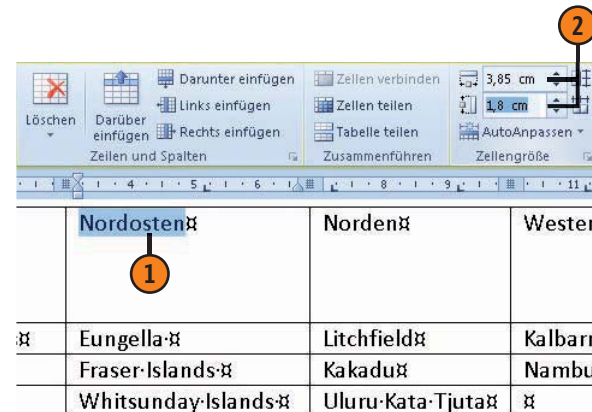 2
Darunter einfügen
Links einfügen
Rechts einfügen
Löschen
Darüber
einfügen
Zeilen und Spalten
Zellen verbinden
Zellen teilen
Tabelle teilen
Zusammenführen
3,85 cm
1,8 cm
AutoAnpassen
Zellengröße
4 5 6 8 9 11
Nordosten¤ Norden¤ Wester
1
¤ Eungella·¤ Litchfield¤ Kalbarr
Fraser·Islands·¤ Kakadu¤ Nambu
Whitsunday·Islands·¤ Uluru·Kata·Tjuta¤ ¤